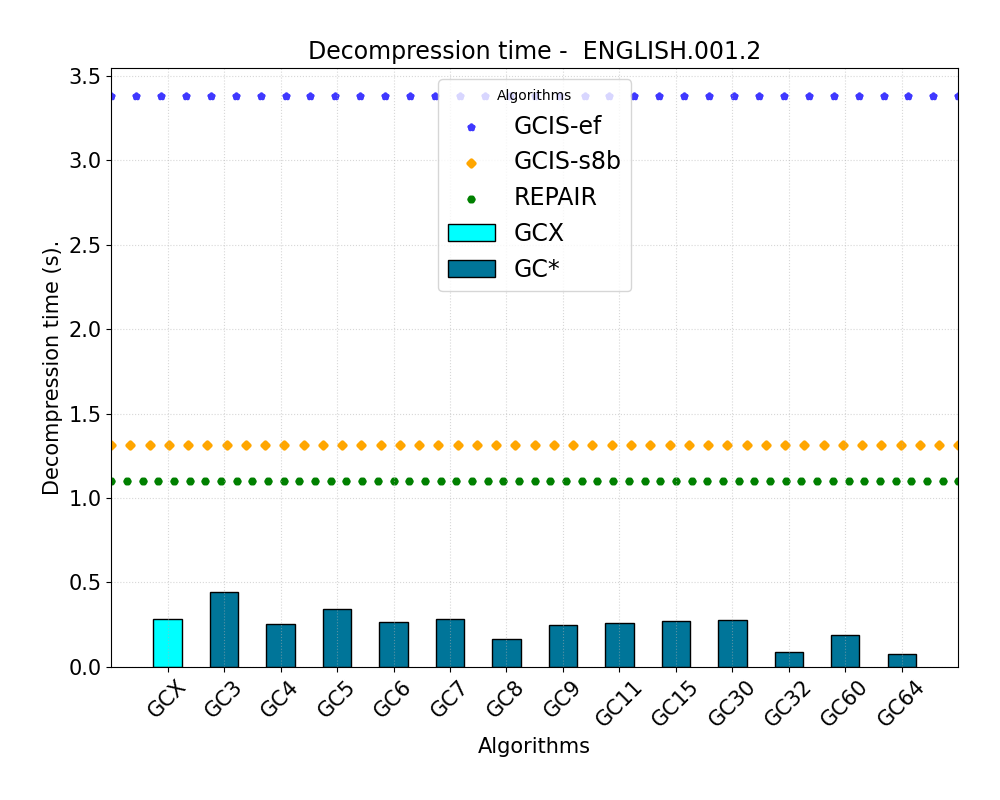 Decompression time -  ENGLISH.001.2
3.5
3.0
2.5
2.0
1.5
1.0
0.5
0.0
Decompression time (s).
Algorithms
GCIS-ef
GCIS-s8b
REPAIR
GCX
GC*
GCX
GC3
GC4
GC5
GC6
GC7
GC8
GC9
GC11
GC15
GC30
GC32
GC60
GC64
Algorithms